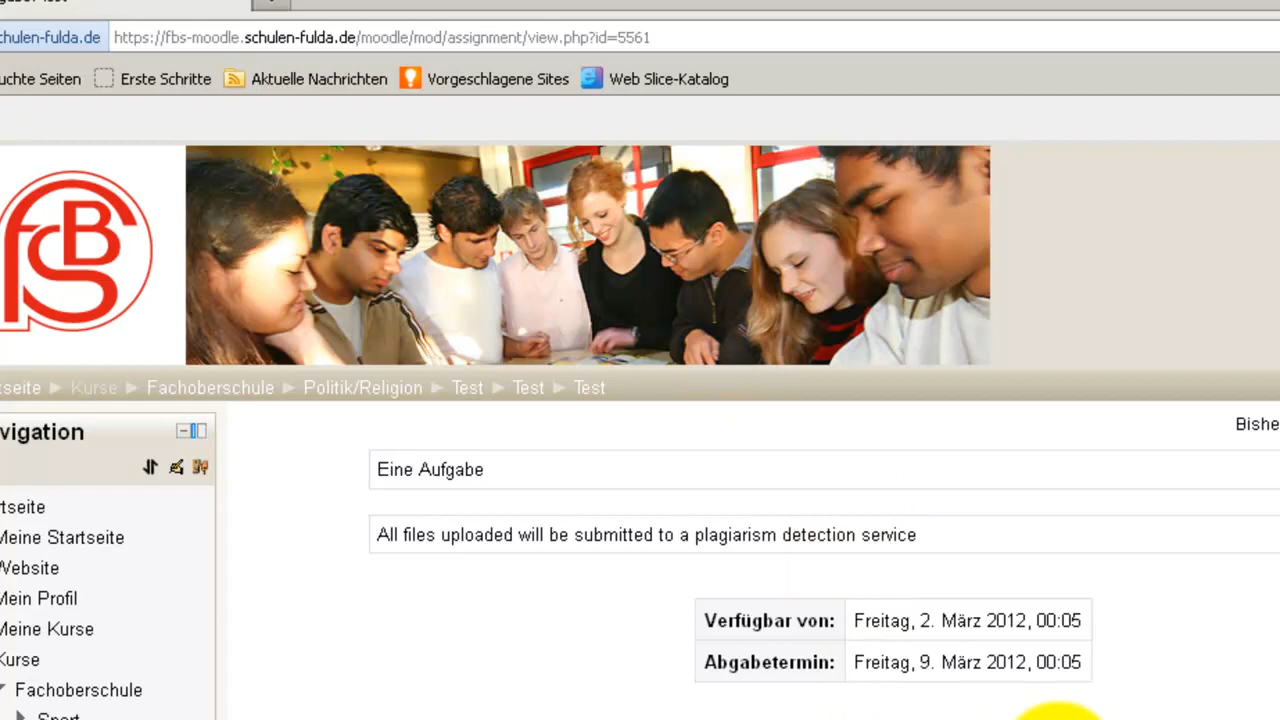 chulen-fulda.de https://fbs-moodle.schulen-fulda.de/moodle/mod/assignment/view.php?id=5561
uchte Seiten Erste Schritte Aktuelle Nachrichten Vorgeschlagene Sites Web Slice-Katalog
fcBS
tseite ► Kurse ► Fachoberschule ► Politik/Religion ► Test ► Test ► Test
vigation
Bishe
Eine Aufgabe
tseite
All files uploaded will be submitted to a plagiarism detection service
Meine Startseite
Website
Mein Profil
Verfügbar von: Freitag, 2. März 2012, 00:05
Meine Kurse
Kurse
Abgabetermin: Freitag, 9. März 2012, 00:05
Fachoberschule
Sport